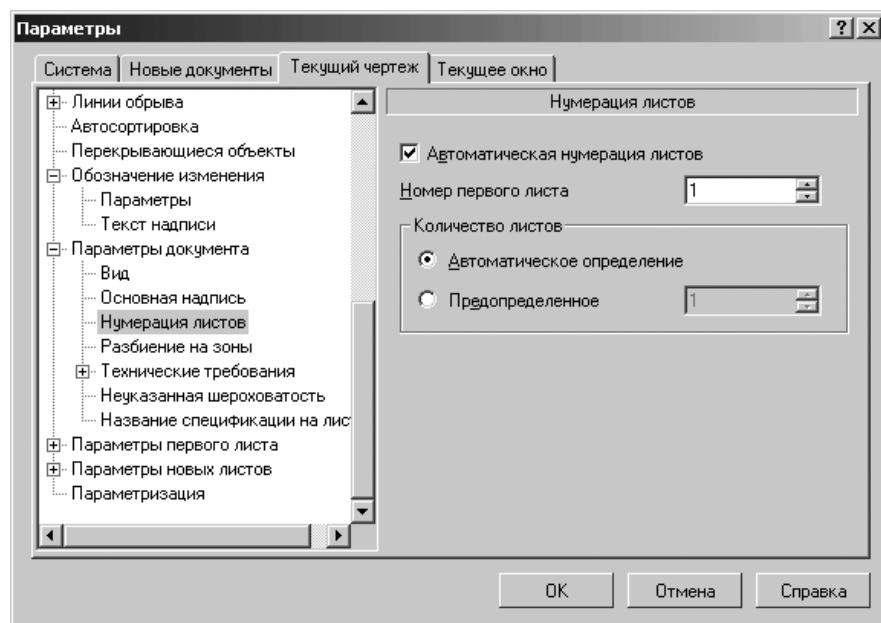 Параметры
Система
Новые документы
Текущий чертеж
Текущее окно
Линии обрыва
Автосортировка
Перекрывающиеся объекты
Обозначение изменения
Параметры
Текст надписи
Параметры документа
Вид
Основная надпись
Нумерация листов
Разбиение на зоны
Технические требования
Неуказанная шероховатость
Название спецификации на лис
Параметры первого листа
Параметры новых листов
Параметризация
Нумерация листов
Автоматическая нумерация листов
Номер первого листа 1
Количество листов
Автоматическое определение
Предопределенное 1
OK
Отмена
Справка